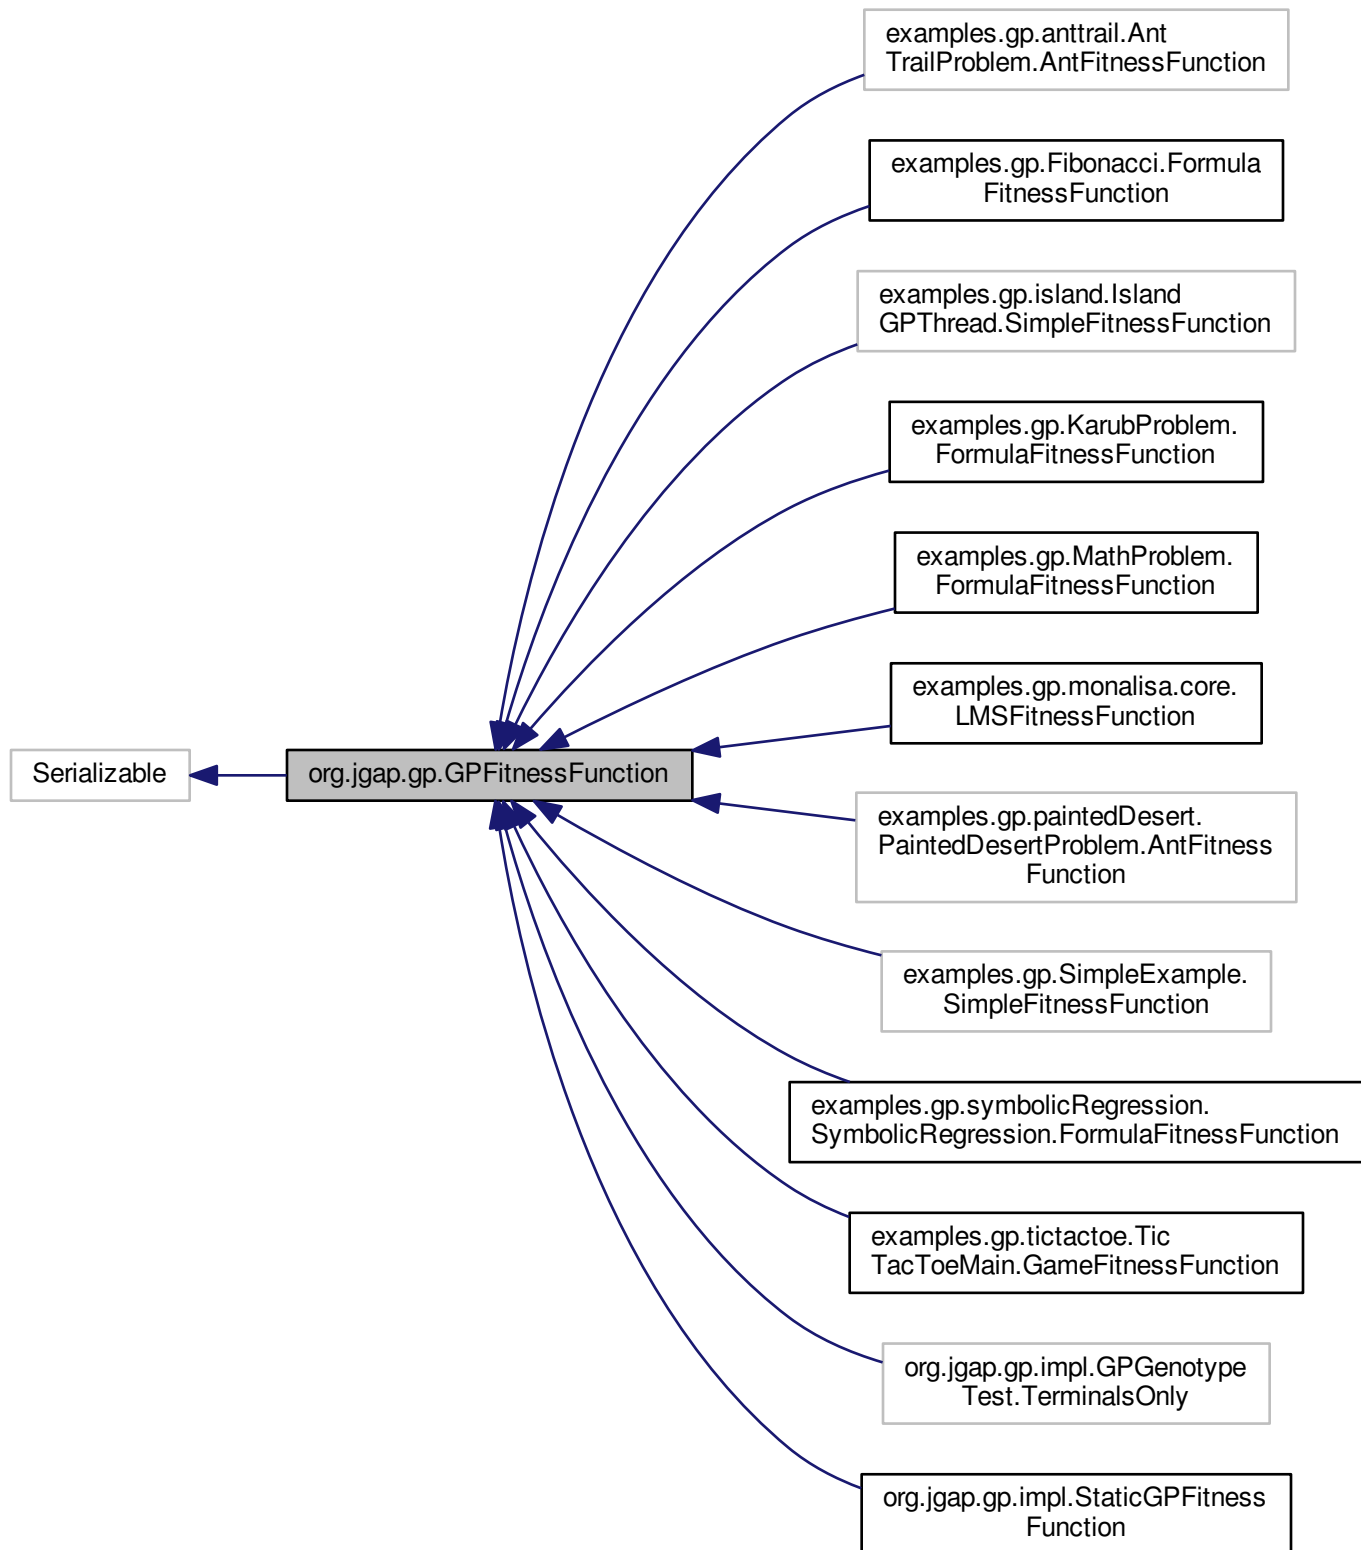 examples.gp.anttrail.Ant
TrailProblem.AntFitnessFunction
examples.gp.Fibonacci.Formula
FitnessFunction
examples.gp.island.Island
GPThread.SimpleFitnessFunction
examples.gp.KarubProblem.
FormulaFitnessFunction
examples.gp.MathProblem.
FormulaFitnessFunction
examples.gp.monalisa.core.
LMSFitnessFunction
Serializable
org.jgap.gp.GPFitnessFunction
examples.gp.paintedDesert.
PaintedDesertProblem.AntFitness
Function
examples.gp.SimpleExample.
SimpleFitnessFunction
examples.gp.symbolicRegression.
SymbolicRegression.FormulaFitnessFunction
examples.gp.tictactoe.Tic
TacToeMain.GameFitnessFunction
org.jgap.gp.impl.GPGenotype
Test.TerminalsOnly
org.jgap.gp.impl.StaticGPFitness
Function